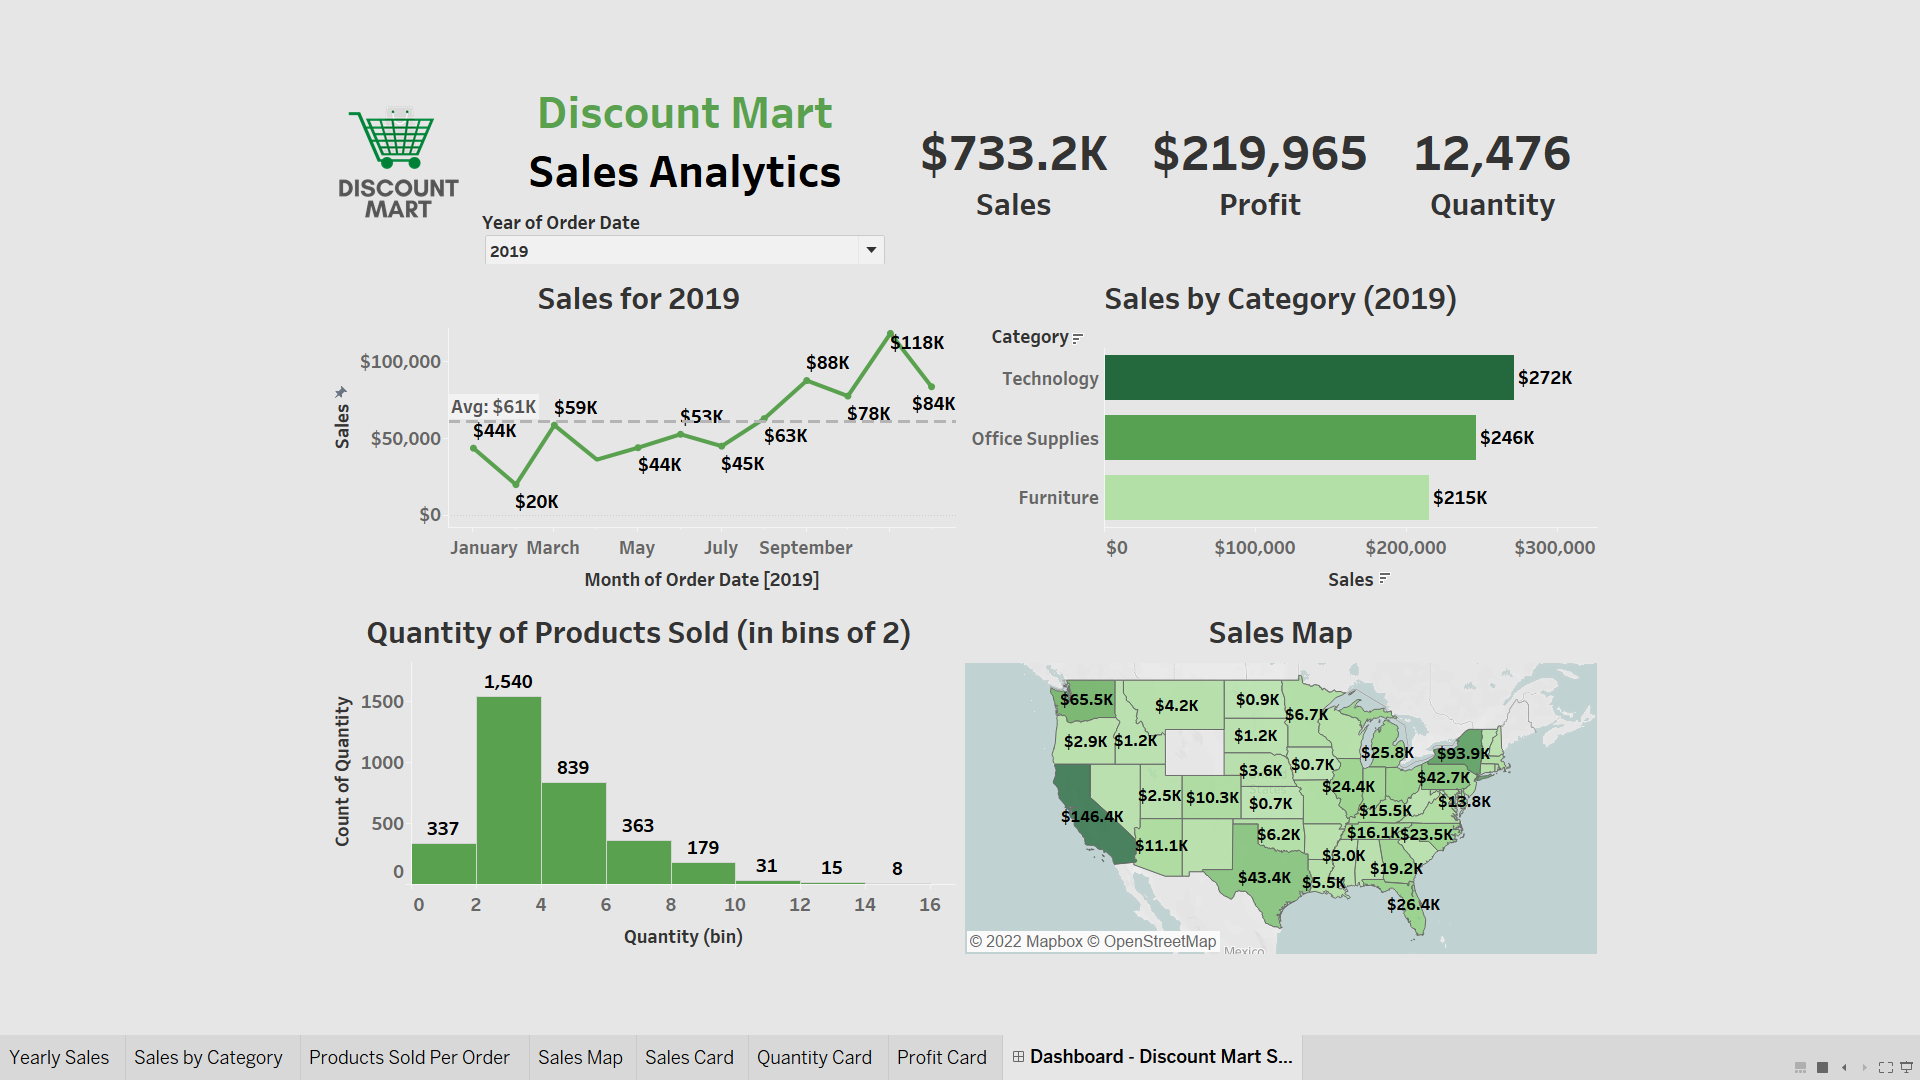 DISCOUNT
MART
Discount Mart
Sales Analytics
Year of Order Date
2019
$733.2K
Sales
$219,965
Profit
12,476
Quantity
Sales for 2019
Sales
$100,000
$50,000
$0
Avg: $61K
$44K
$20K
$59K
$44K
$53K
$45K
$63K
$88K
$78K
$118K
$84K
January March May July September
Month of Order Date [2019]
Sales by Category (2019)
Category
Technology
$272K
Office Supplies
$246K
Furniture
$215K
$0 $100,000 $200,000 $300,000
Sales
Quantity of Products Sold (in bins of 2)
Count of Quantity
1500
1000
500
0
337
1,540
839
363
179
31
15
8
0 2 4 6 8 10 12 14 16
Quantity (bin)
Sales Map
$65.5K
$4.2K
$0.9K
$6.7K
$2.9K
$1.2K
$1.2K
$25.8K
$93.9K
$3.6K
$0.7K
$42.7K
$2.5K
$10.3K
$0.7K
$24.4K
$13.8K
$146.4K
$15.5K
$11.1K
$6.2K
$16.1K
$23.5K
$3.0K
$19.2K
$43.4K
$5.5K
$26.4K
© 2022 Mapbox © OpenStreetMap
Mexico
Yearly Sales
Sales by Category
Products Sold Per Order
Sales Map
Sales Card
Quantity Card
Profit Card
Dashboard - Discount Mart S...